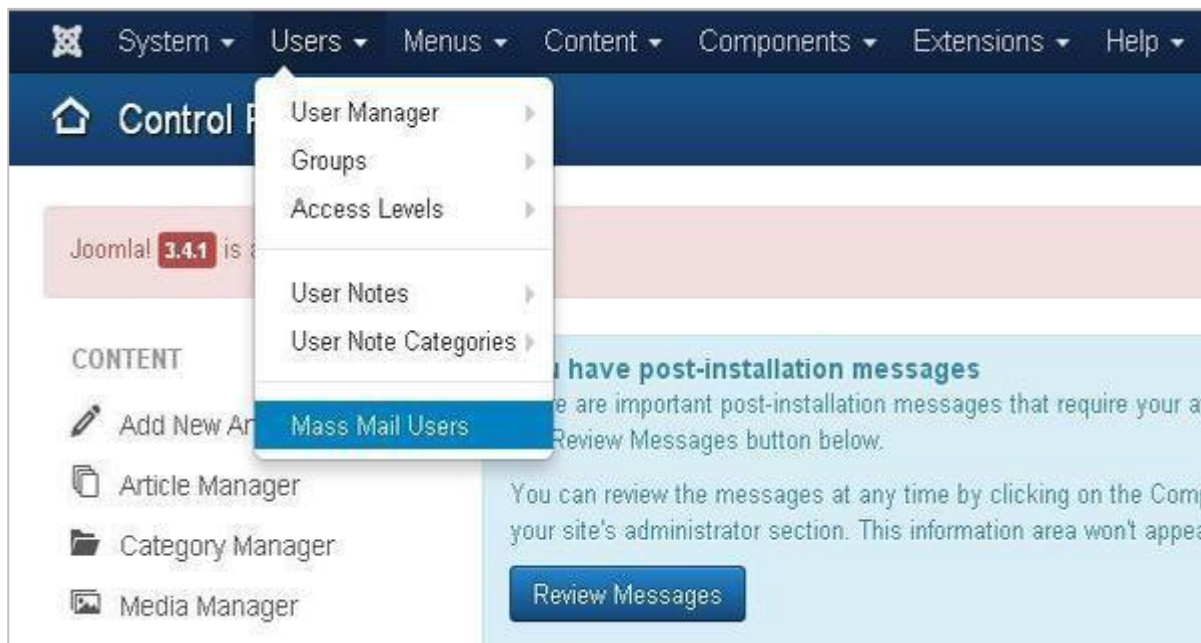 System Users Menus Content Components Extensions Help
Control
User Manager
Groups
Access Levels
User Notes
User Note Categories
Mass Mail Users
Joomla! 3.4.1 is
CONTENT
Add New
Article Manager
Category Manager
Media Manager
have post-installation messages
are important post-installation messages that require your
Review Messages button below.
You can review the messages at any time by clicking on the
your site's administrator section. This information area won't
Review Messages